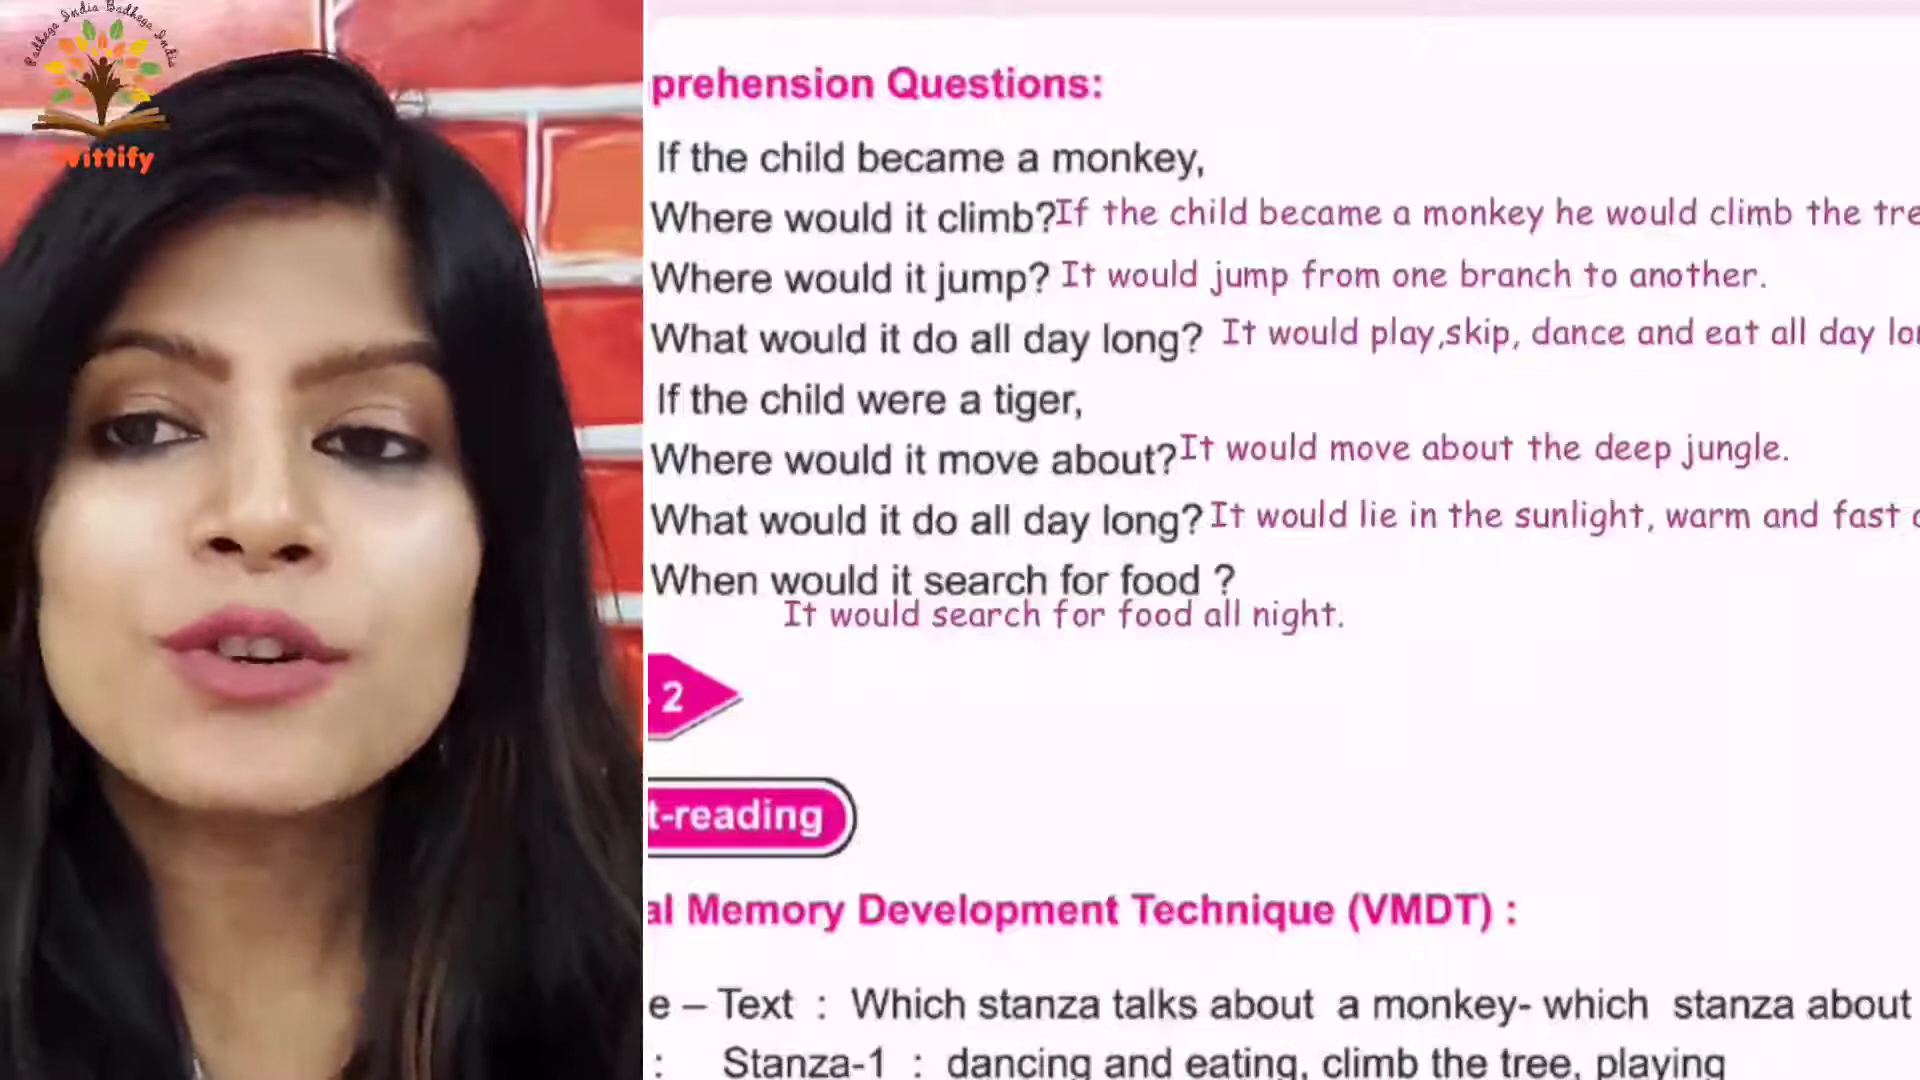 Padhega India Badhega India
Wittify
prehension Questions:
If the child became a monkey,
Where would it climb? If the child became a monkey he would climb the tre
Where would it jump? It would jump from one branch to another.
What would it do all day long? It would play,skip, dance and eat all day lo
If the child were a tiger,
Where would it move about? It would move about the deep jungle.
What would it do all day long? It would lie in the sunlight, warm and fast
When would it search for food ?
It would search for food all night.
2
t-reading
al Memory Development Technique (VMDT) :
e – Text : Which stanza talks about a monkey- which stanza about
: Stanza-1 : dancing and eating, climb the tree, playing